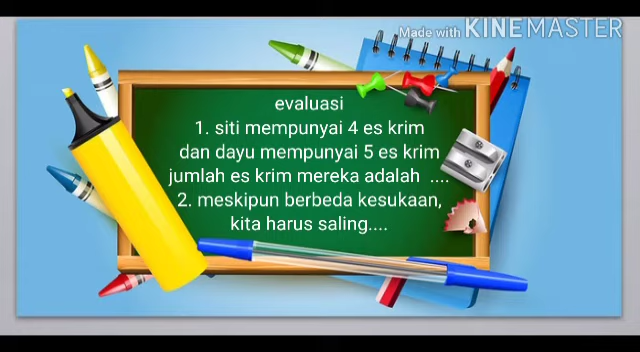 Made with KINEMASTER
evaluasi
1. siti mempunyai 4 es krim
dan dayu mempunyai 5 es krim
jumlah es krim mereka adalah ....
2. meskipun berbeda kesukaan,
kita harus saling....